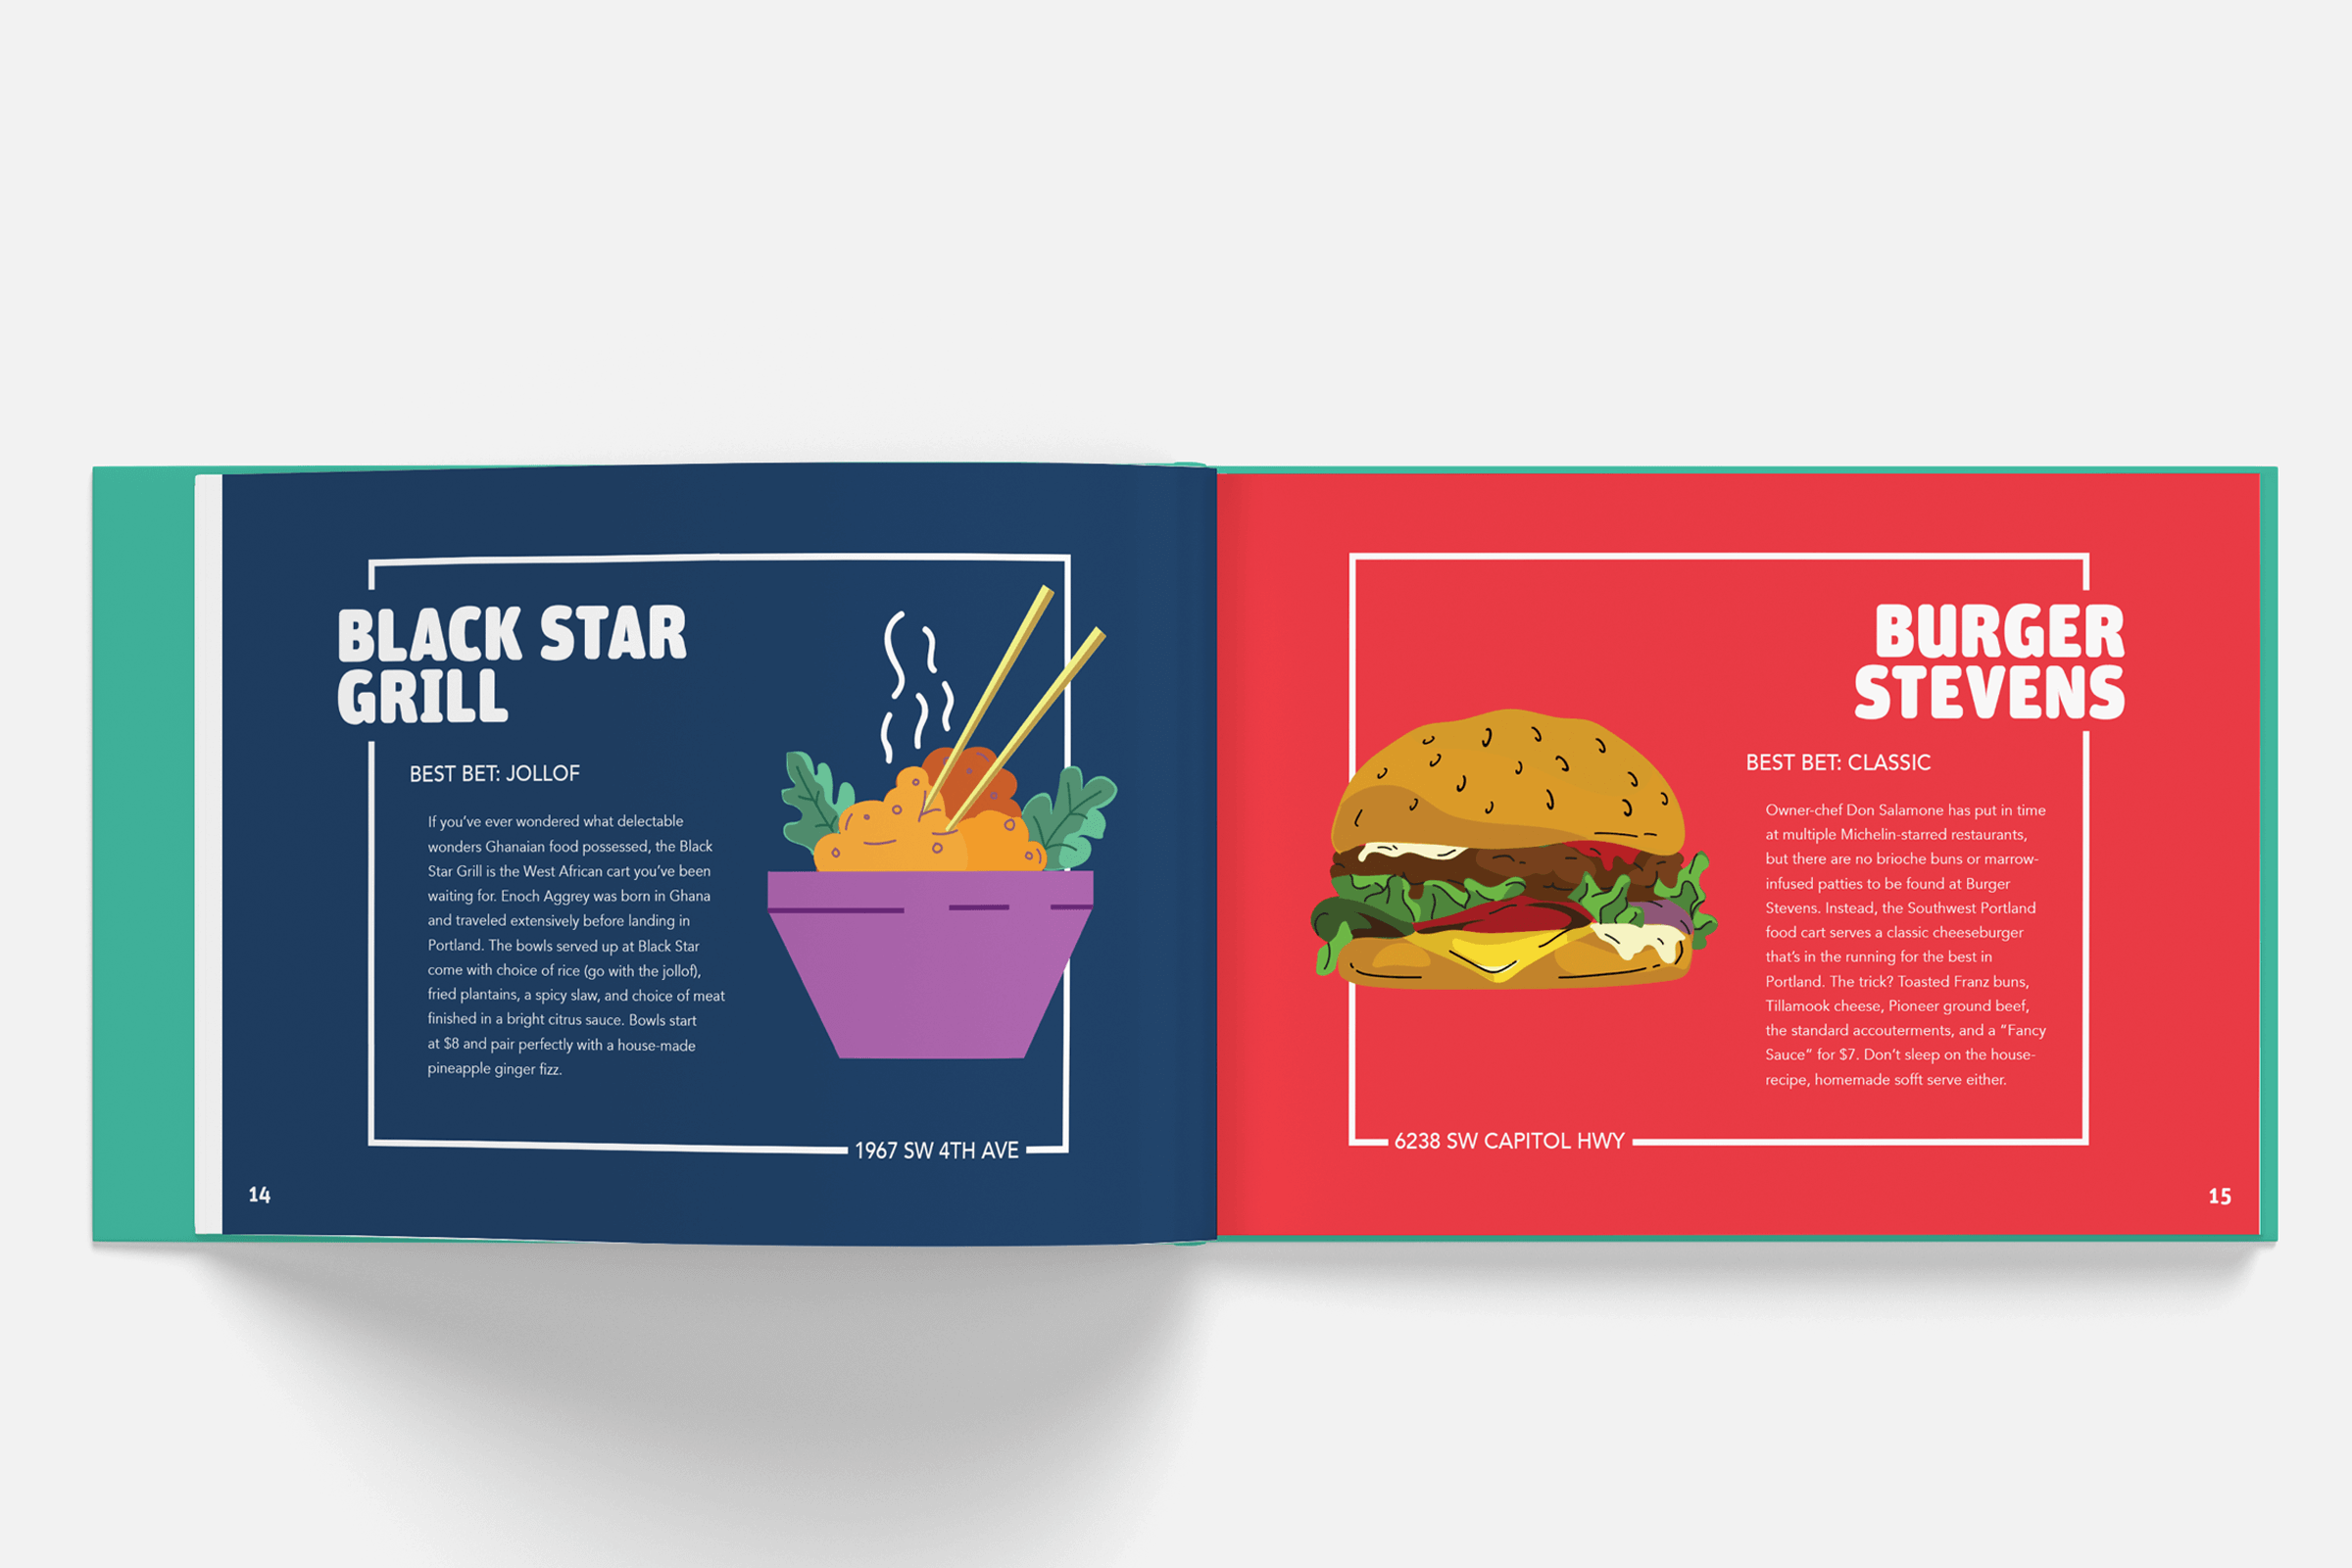 BLACK STAR
GRILL
BEST BET: JOLLOF
If you've ever wondered what delectable
wonders Ghanaian food possessed, the Black
Star Grill is the West African cart you've been
waiting for. Enoch Aggrey was born in Ghana
and traveled extensively before landing in
Portland. The bowls served up at Black Star
come with choice of rice (go with the jollof),
fried plantains, a spicy slaw, and choice of meat
finished in a bright citrus sauce. Bowls start
at $8 and pair perfectly with a house-made
pineapple ginger fizz.
1967 SW 4TH AVE
14
BURGER
STEVENS
BEST BET: CLASSIC
Owner-chef Don Salamone has put in time
at multiple Michelin-starred restaurants,
but there are no brioche buns or marrow-
infused patties to be found at Burger
Stevens. Instead, the Southwest Portland
food cart serves a classic cheeseburger
that's in the running for the best in
Portland. The trick? Toasted Franz buns,
Tillamook cheese, Pioneer ground beef,
the standard accouterments, and a "Fancy
Sauce" for $7. Don't sleep on the house-
recipe, homemade sofft serve either.
6238 SW CAPITOL HWY
15